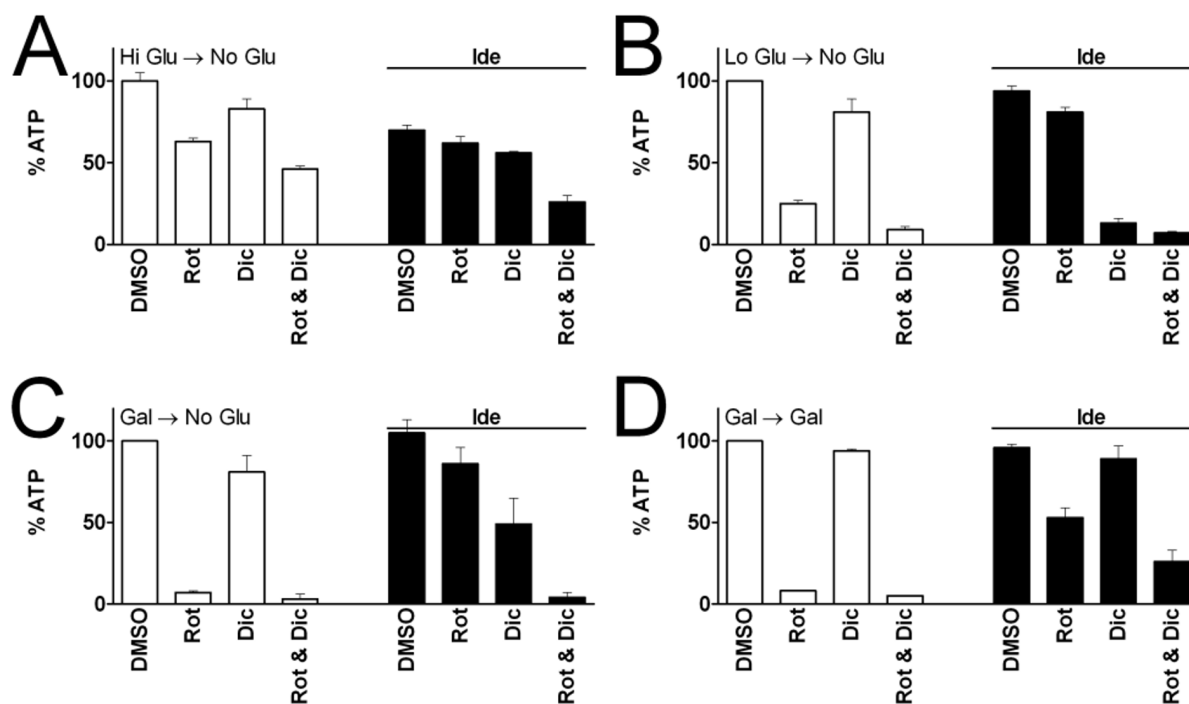 A
Hi Glu → No Glu
Ide
100
50
0
% ATP
DMSO
Rot
Dic
Rot & Dic
DMSO
Rot
Dic
Rot & Dic
B
Lo Glu → No Glu
Ide
100
50
0
% ATP
DMSO
Rot
Dic
Rot & Dic
DMSO
Rot
Dic
Rot & Dic
C
Gal → No Glu
Ide
100
50
0
% ATP
DMSO
Rot
Dic
Rot & Dic
DMSO
Rot
Dic
Rot & Dic
D
Gal → Gal
Ide
100
50
0
% ATP
DMSO
Rot
Dic
Rot & Dic
DMSO
Rot
Dic
Rot & Dic